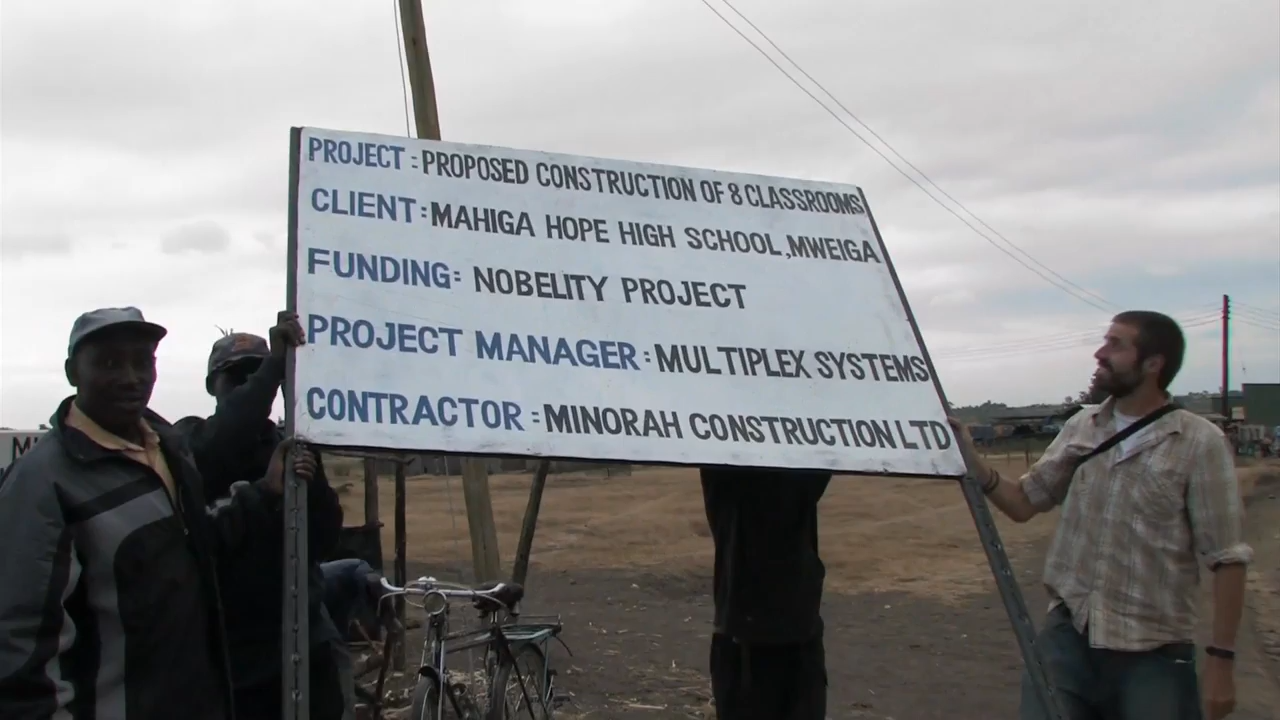 PROJECT : PROPOSED CONSTRUCTION OF 8 CLASSROOMS
CLIENT : MAHIGA HOPE HIGH SCHOOL, MWEIGA
FUNDING : NOBELITY PROJECT
PROJECT MANAGER : MULTIPLEX SYSTEMS
CONTRACTOR : MINORAH CONSTRUCTION LTD